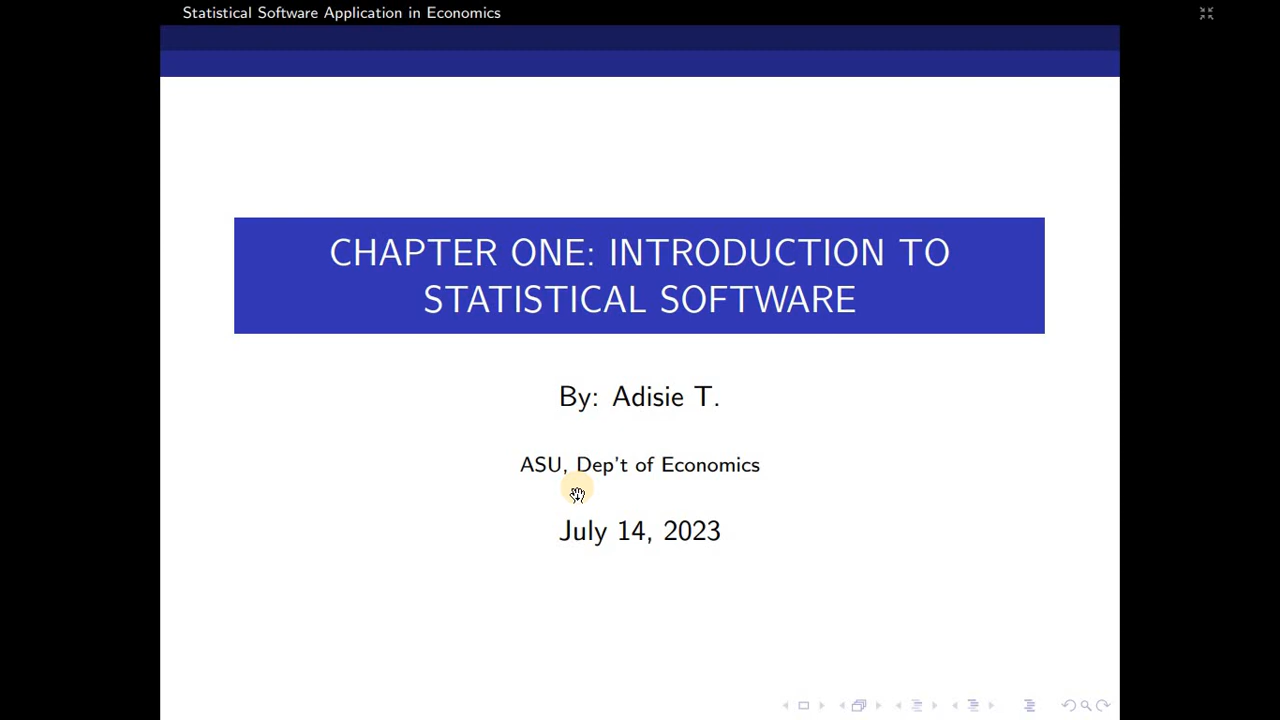 Statistical Software Application in Economics
CHAPTER ONE: INTRODUCTION TO
STATISTICAL SOFTWARE
By: Adisie T.
ASU, Dep't of Economics
July 14, 2023